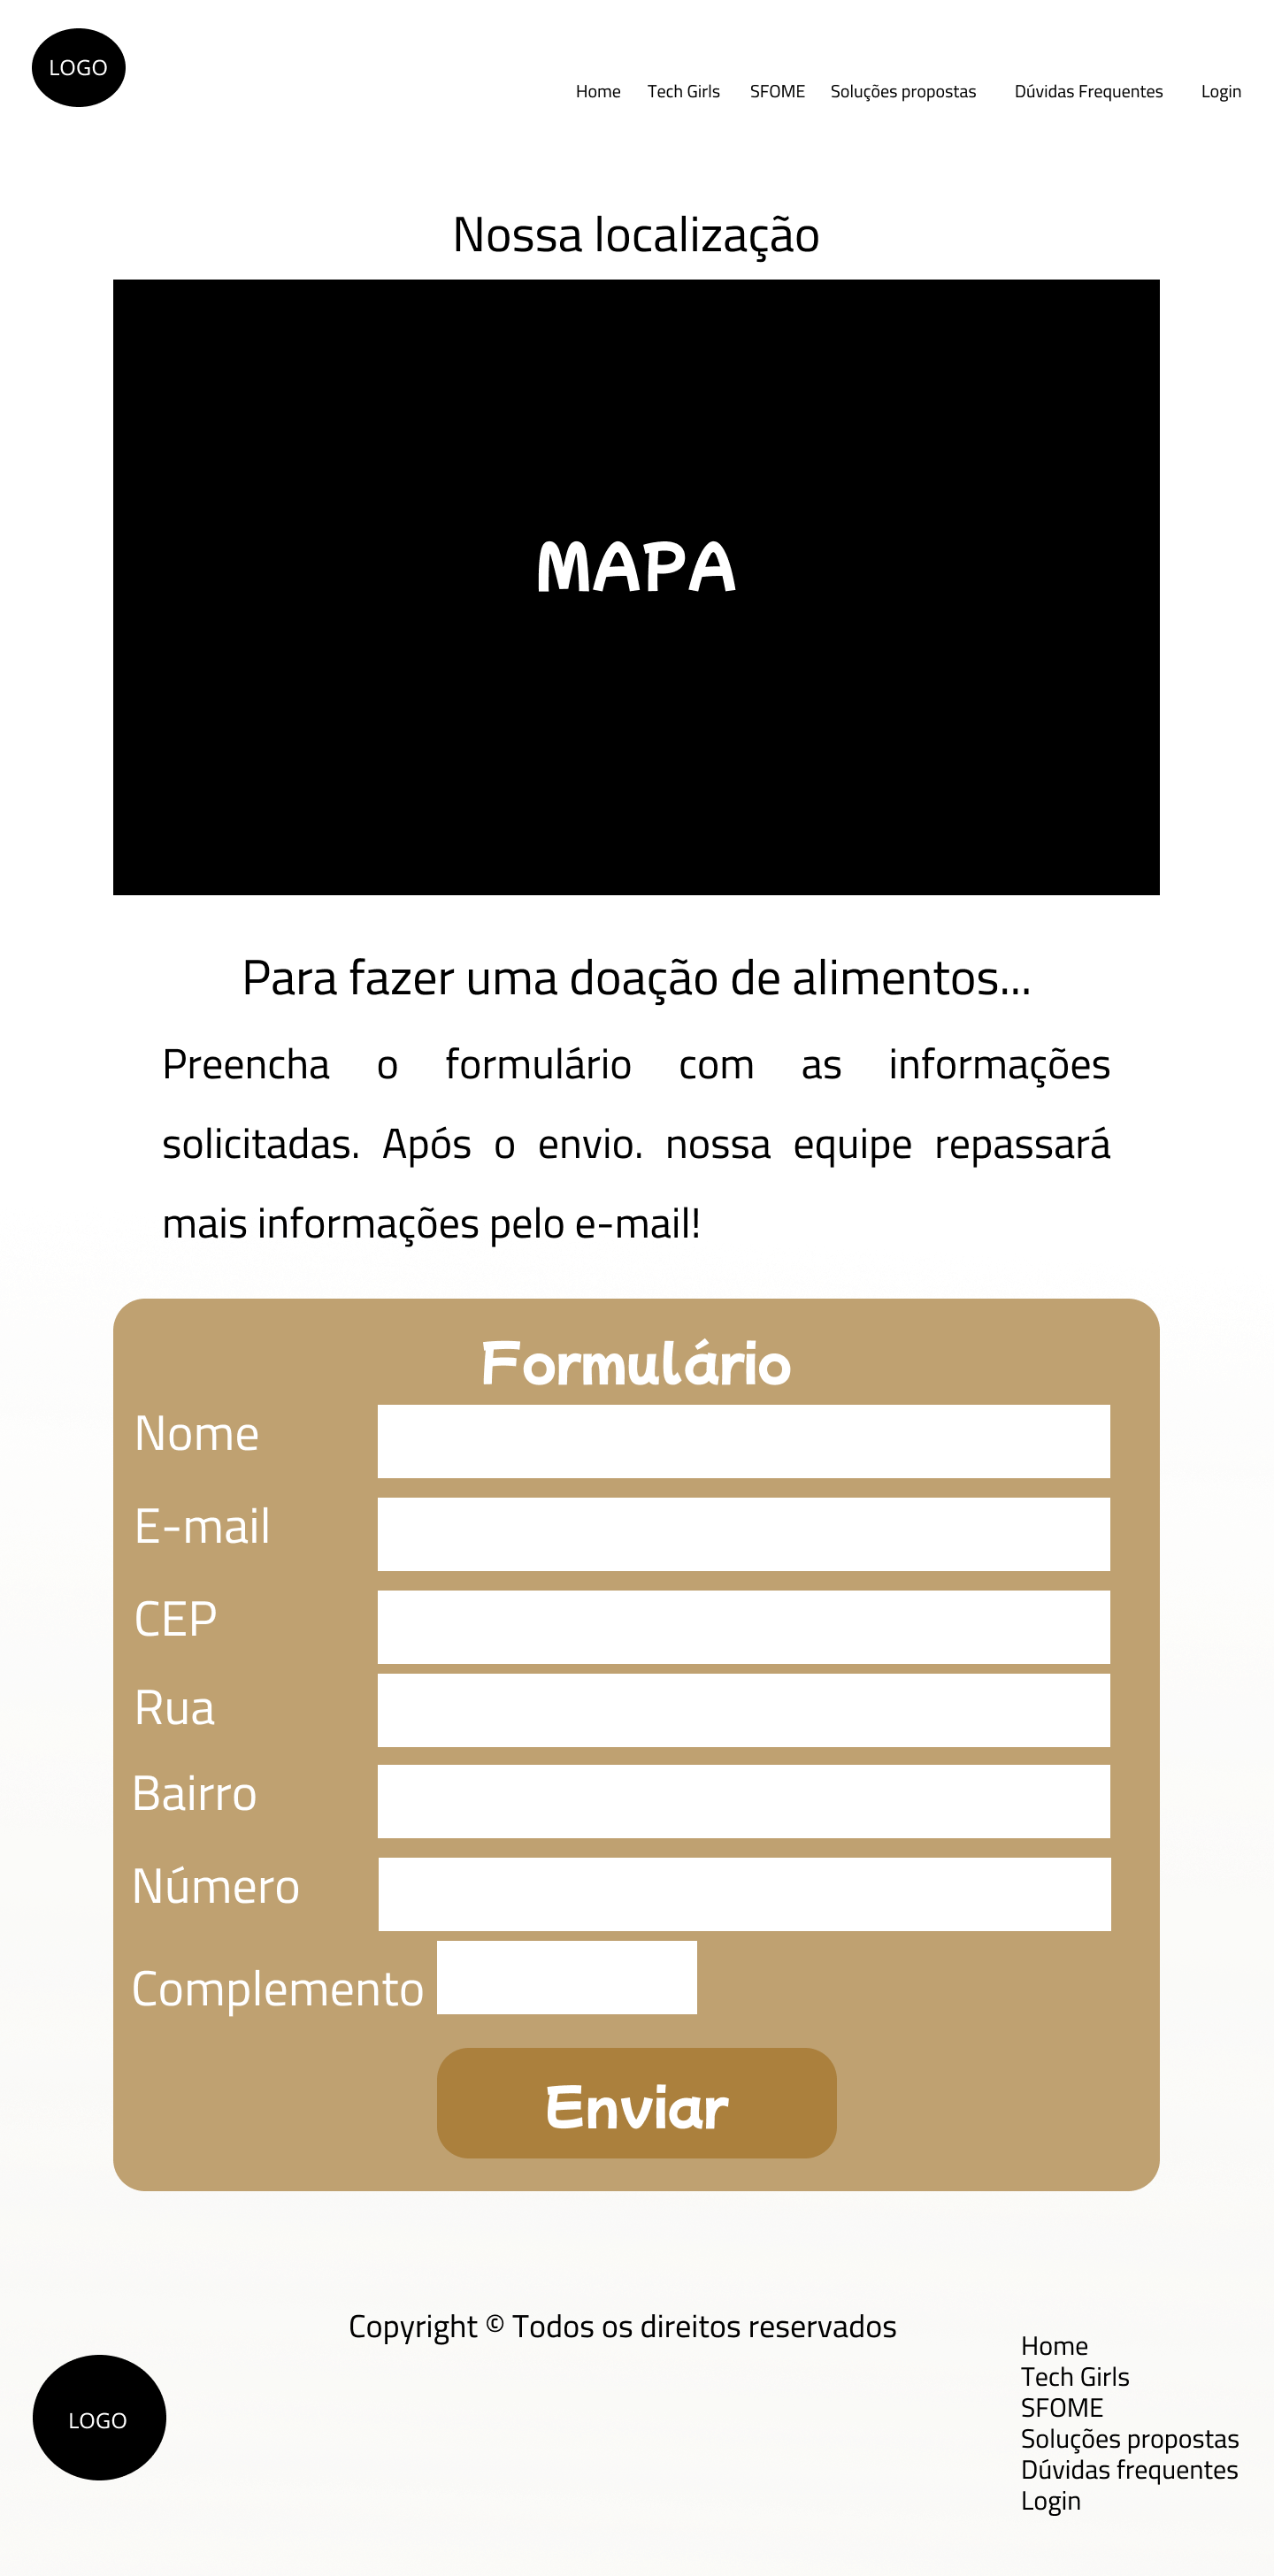 LOGO
Home Tech Girls SFOME Soluções propostas Dúvidas Frequentes Login
Nossa localização
MAPA
Para fazer uma doação de alimentos...
Preencha o formulário com as informações
solicitadas. Após o envio. nossa equipe repassará
mais informações pelo e-mail!
Formulário
Nome
E-mail
CEP
Rua
Bairro
Número
Complemento
Enviar
Copyright © Todos os direitos reservados
LOGO
Home
Tech Girls
SFOME
Soluções propostas
Dúvidas frequentes
Login